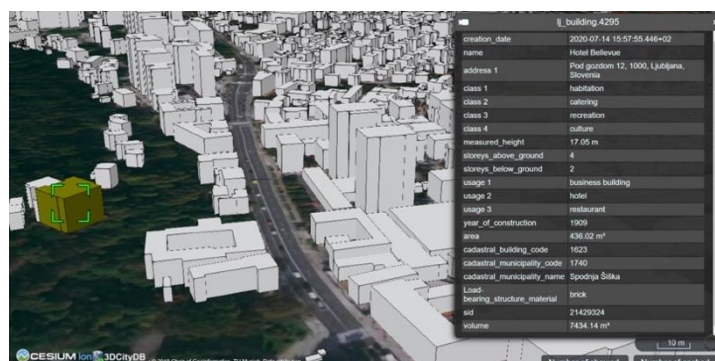 lj_building.4295
creation_date 2020-07-14 15:57:55.446+02
name Hotel Bellevue
address 1 Pod gozdom 12, 1000, Ljubljana,
Slovenia
class 1 habitation
class 2 catering
class 3 recreation
class 4 culture
measured_height 17.05 m
storeys_above_ground 4
storeys_below_ground 2
usage 1 business building
usage 2 hotel
usage 3 restaurant
year_of_construction 1909
area 436.02 m²
cadastral_building_code 1623
cadastral_municipality_code 1740
cadastral_municipality_name Spodnja Šiška
Load-
bearing_structure_material brick
sid 21429324
volume 7434.14 m³
10 m
CESIUM ion 3DCityDB